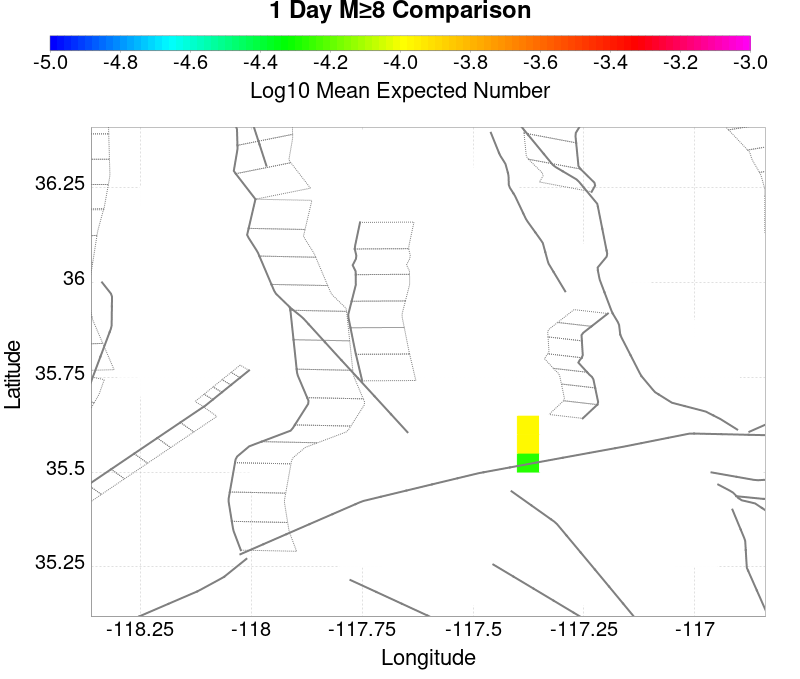 1 Day M≥8 Comparison
-5.0 -4.8 -4.6 -4.4 -4.2 -4.0 -3.8 -3.6 -3.4 -3.2 -3.0
Log10 Mean Expected Number
36.25
36
35.75
35.5
35.25
Latitude
-118.25 -118 -117.75 -117.5 -117.25 -117
Longitude